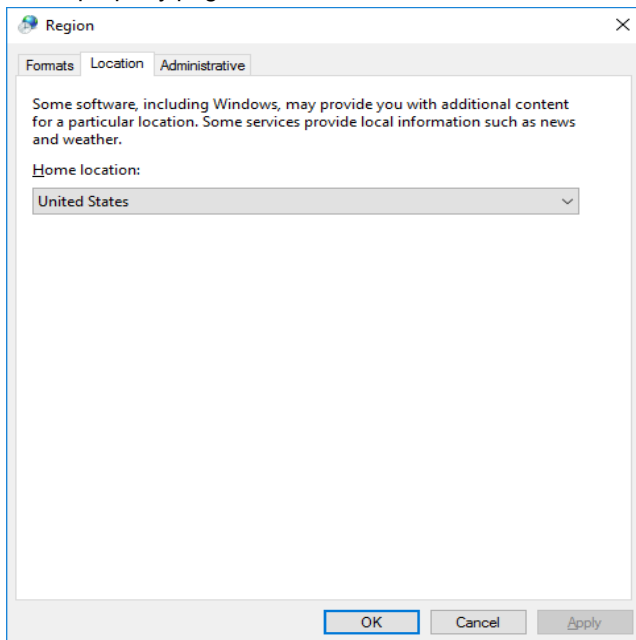 Region
Formats Location Administrative
Some software, including Windows, may provide you with additional content
for a particular location. Some services provide local information such as news
and weather.
Home location:
United States
OK Cancel Apply